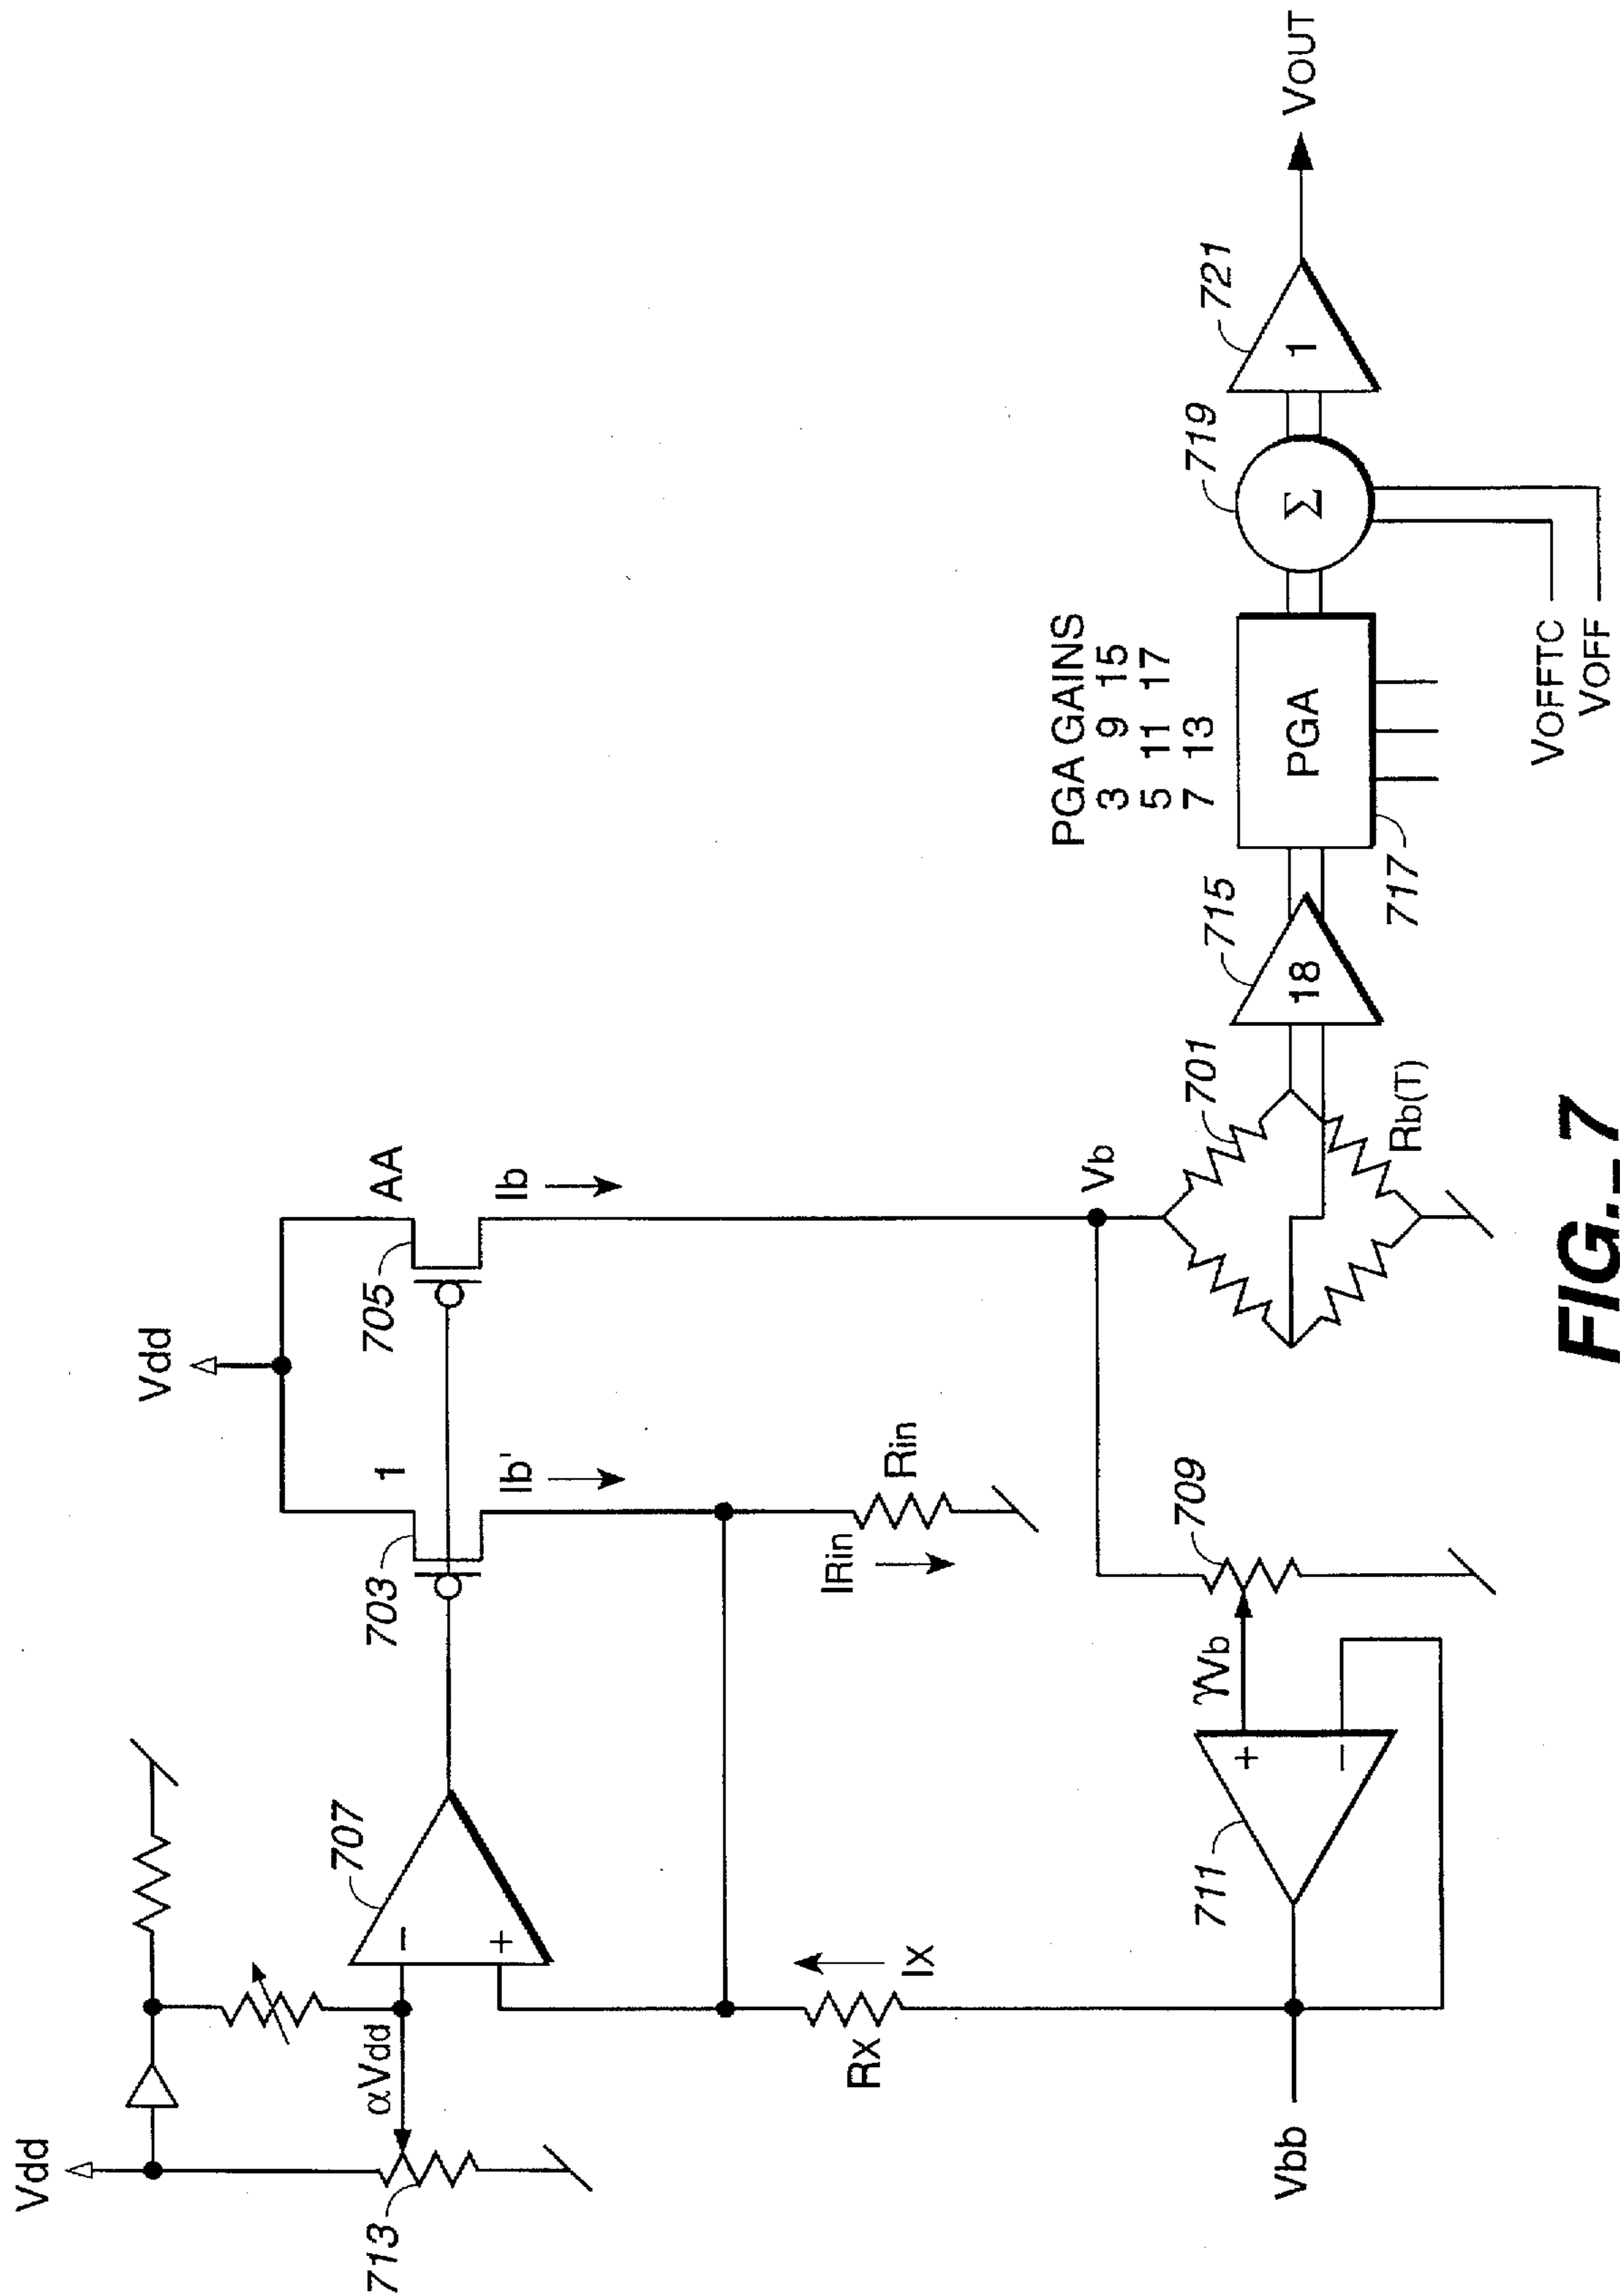 Vdd
713
αVdd
707
−
+
Vdd
703
1
Ib'
705
AA
Ib
IRin
Rin
Rx
Ix
Vbb
711
+
−
γVb
709
Vb
701
Rb(T)
715
18
PGA GAINS
3 9 15
5 11 17
7 13
PGA
717
719
Σ
VOFFTC
VOFF
721
1
VOUT
FIG._7